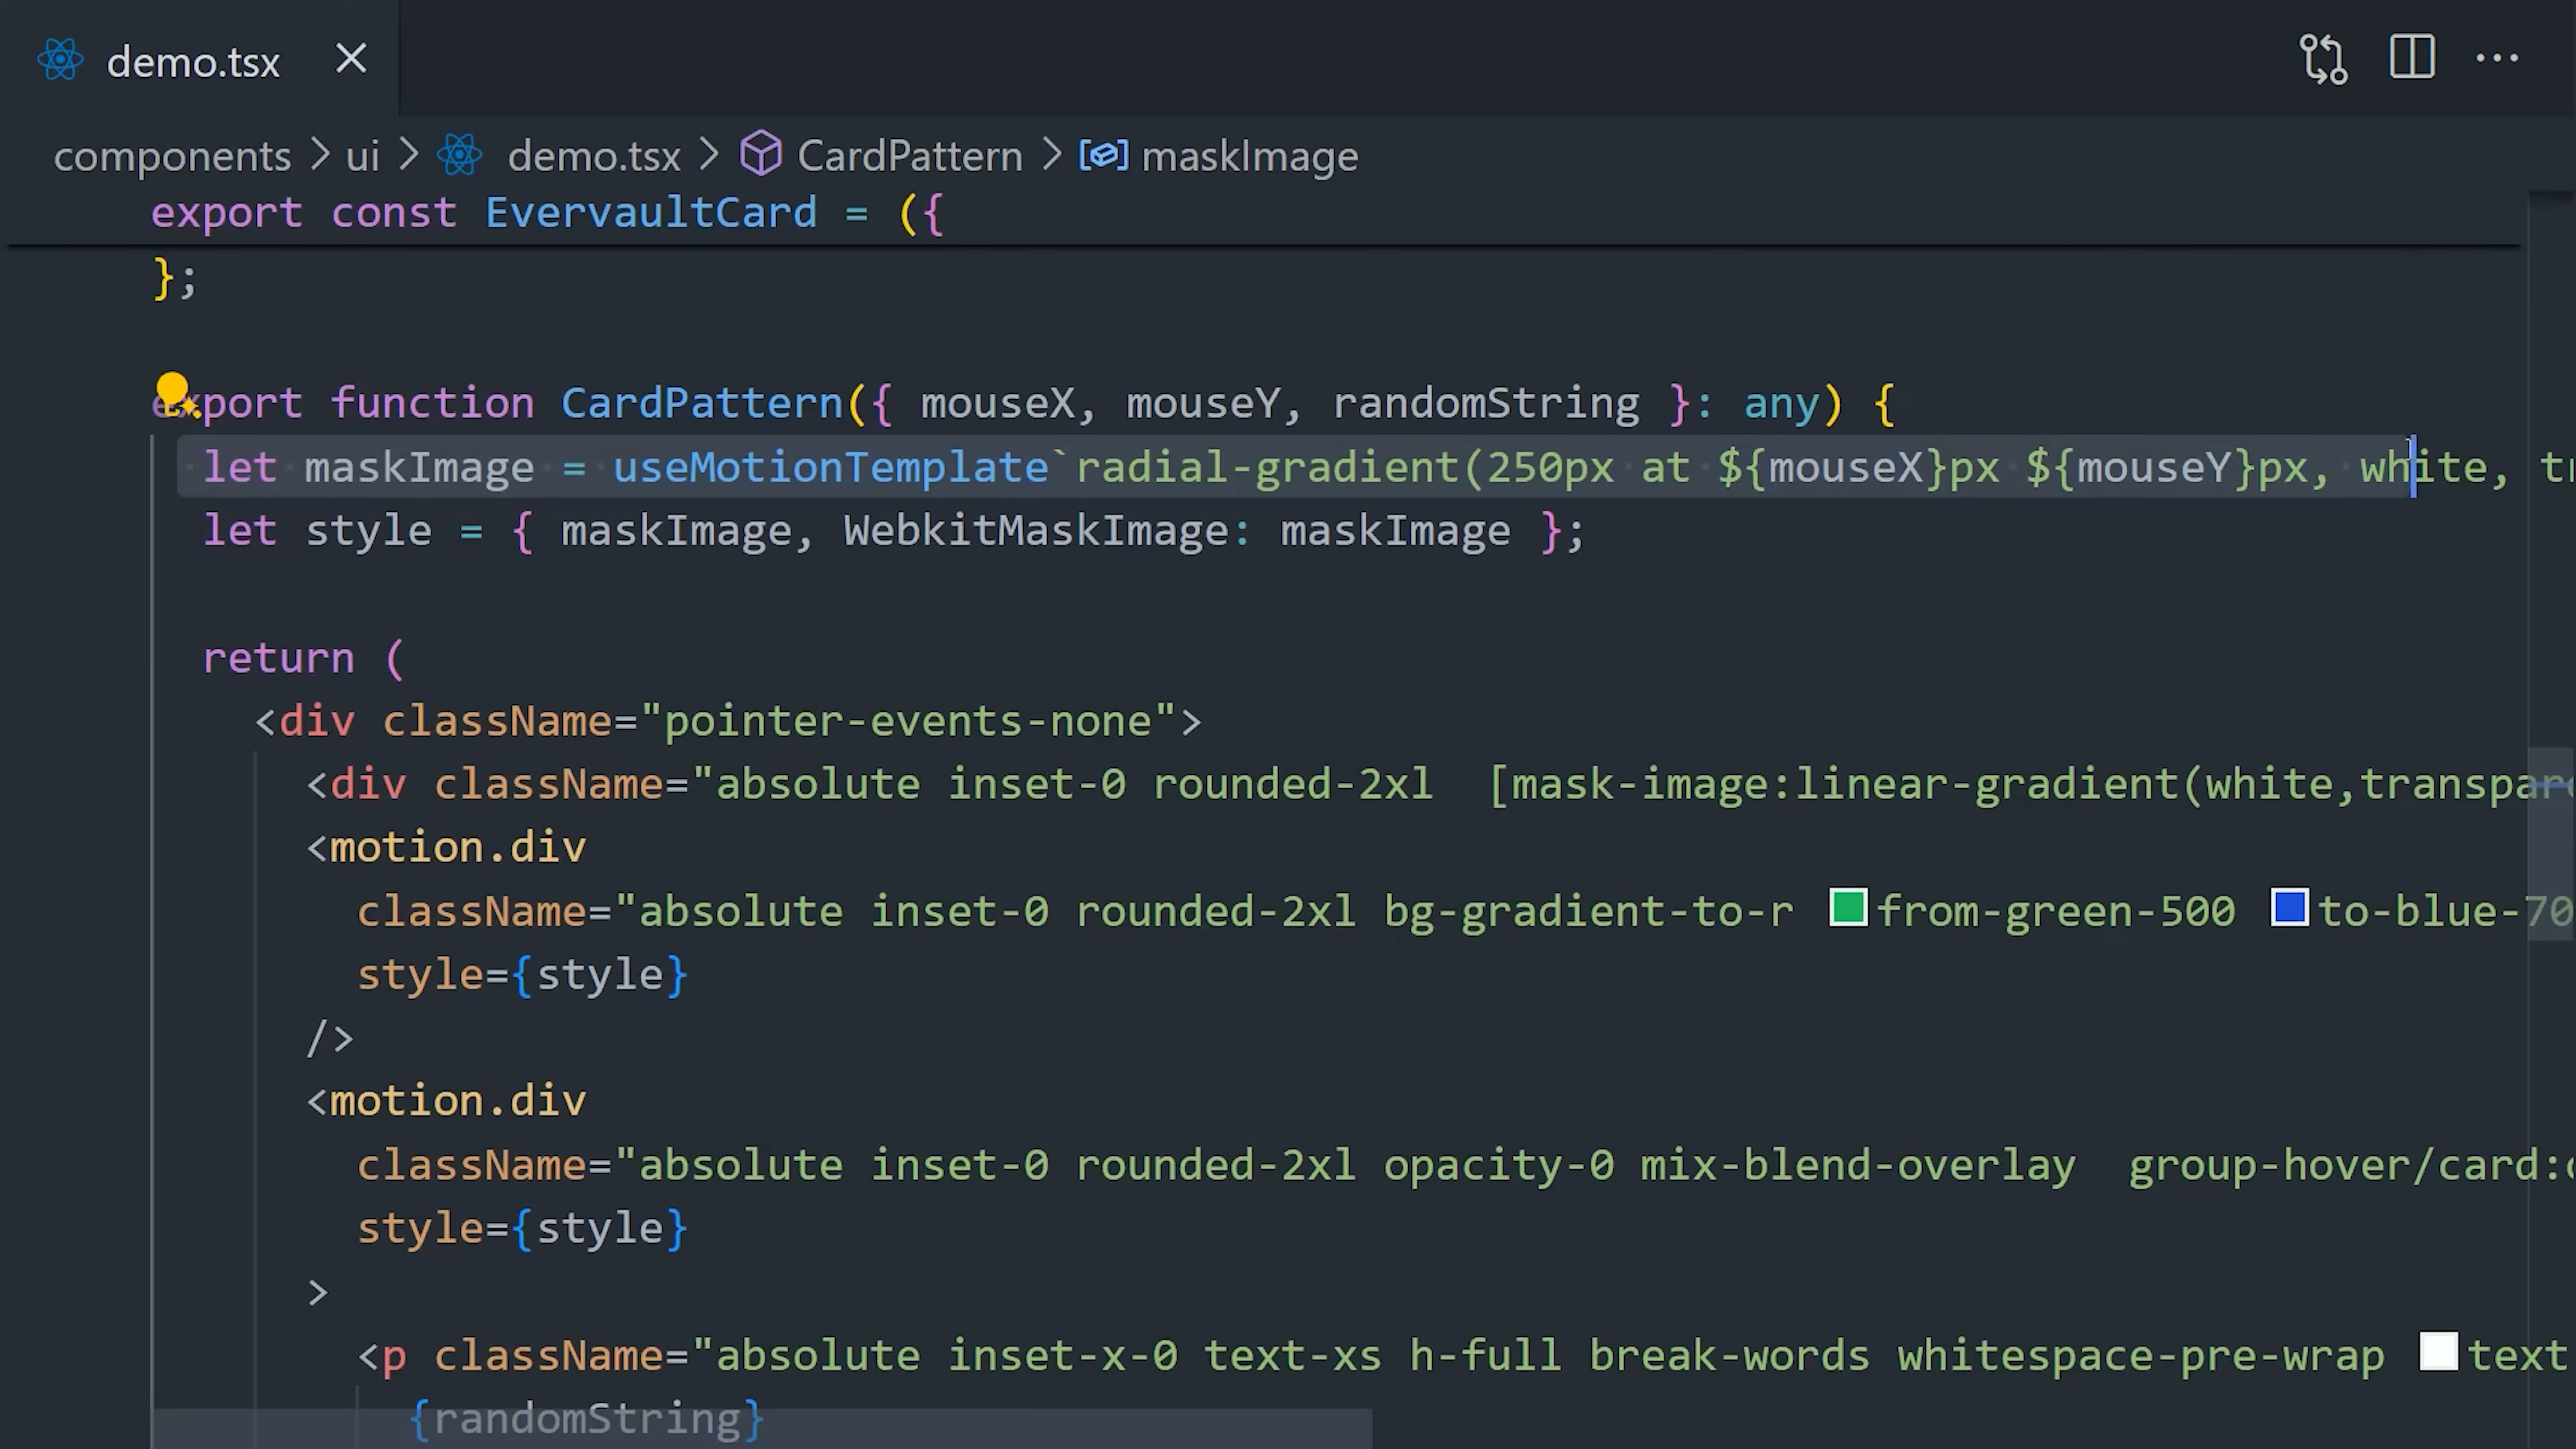 demo.tsx
components > ui > demo.tsx > CardPattern > maskImage
export const EvervaultCard = ({
};
export function CardPattern({ mouseX, mouseY, randomString }: any) {
let maskImage = useMotionTemplate`radial-gradient(250px at ${mouseX}px ${mouseY}px, white, tr
let style = { maskImage, WebkitMaskImage: maskImage };
return (
<div className="pointer-events-none">
<div className="absolute inset-0 rounded-2xl  [mask-image:linear-gradient(white,transpare
<motion.div
className="absolute inset-0 rounded-2xl bg-gradient-to-r from-green-500 to-blue-70
style={style}
/>
<motion.div
className="absolute inset-0 rounded-2xl opacity-0 mix-blend-overlay  group-hover/card:o
style={style}
>
<p className="absolute inset-x-0 text-xs h-full break-words whitespace-pre-wrap text
{randomString}